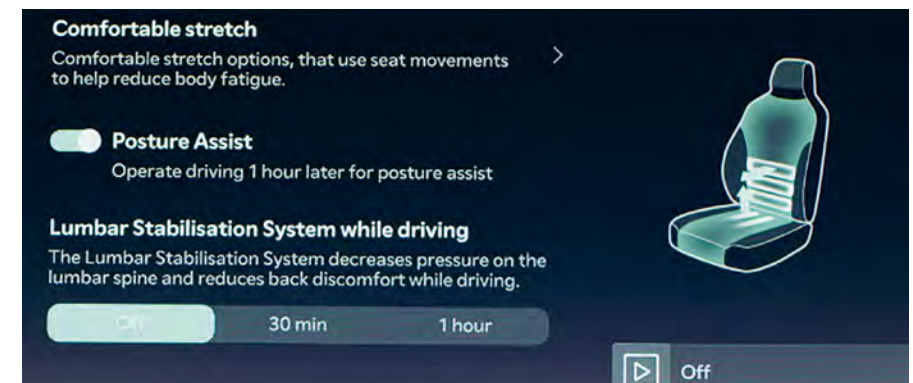 Comfortable stretch
Comfortable stretch options, that use seat movements
to help reduce body fatigue.
Posture Assist
Operate driving 1 hour later for posture assist
Lumbar Stabilisation System while driving
The Lumbar Stabilisation System decreases pressure on the
lumbar spine and reduces back discomfort while driving.
Off 30 min 1 hour
Off